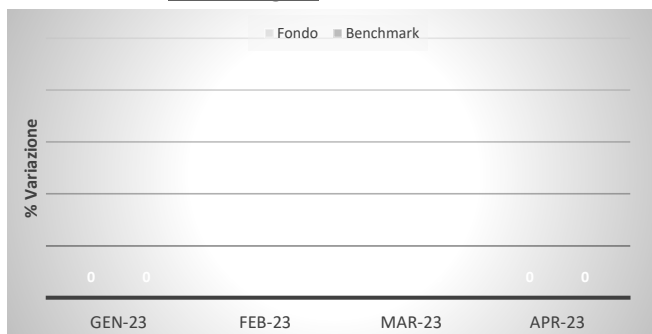 Fondo Benchmark
% Variazione
0 0 0 0
GEN-23 FEB-23 MAR-23 APR-23